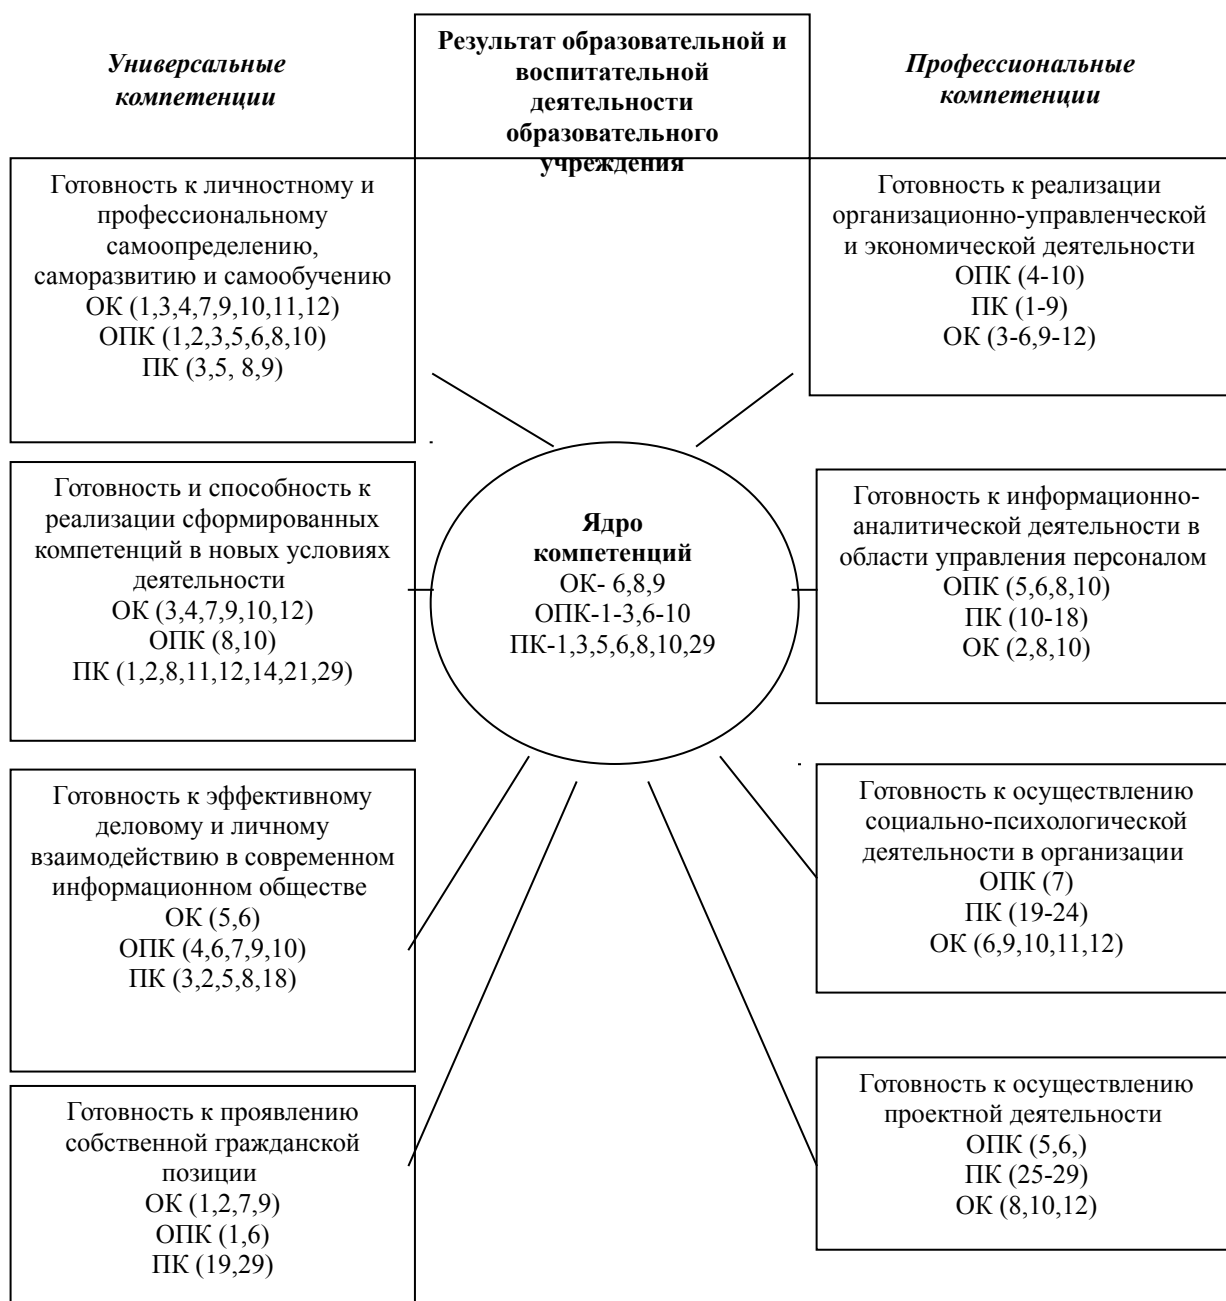 Универсальные
компетенции
Результат образовательной и
воспитательной
деятельности
образовательного
учреждения
Профессиональные
компетенции
Готовность к личностному и
профессиональному
самоопределению,
саморазвитию и самообучению
ОК (1,3,4,7,9,10,11,12)
ОПК (1,2,3,5,6,8,10)
ПК (3,5, 8,9)
Готовность к реализации
организационно-управленческой
и экономической деятельности
ОПК (4-10)
ПК (1-9)
ОК (3-6,9-12)
Готовность и способность к
реализации сформированных
компетенций в новых условиях
деятельности
ОК (3,4,7,9,10,12)
ОПК (8,10)
ПК (1,2,8,11,12,14,21,29)
Ядро
компетенций
ОК- 6,8,9
ОПК-1-3,6-10
ПК-1,3,5,6,8,10,29
Готовность к информационно-
аналитической деятельности в
области управления персоналом
ОПК (5,6,8,10)
ПК (10-18)
ОК (2,8,10)
Готовность к эффективному
деловому и личному
взаимодействию в современном
информационном обществе
ОК (5,6)
ОПК (4,6,7,9,10)
ПК (3,2,5,8,18)
Готовность к осуществлению
социально-психологической
деятельности в организации
ОПК (7)
ПК (19-24)
ОК (6,9,10,11,12)
Готовность к проявлению
собственной гражданской
позиции
ОК (1,2,7,9)
ОПК (1,6)
ПК (19,29)
Готовность к осуществлению
проектной деятельности
ОПК (5,6,)
ПК (25-29)
ОК (8,10,12)